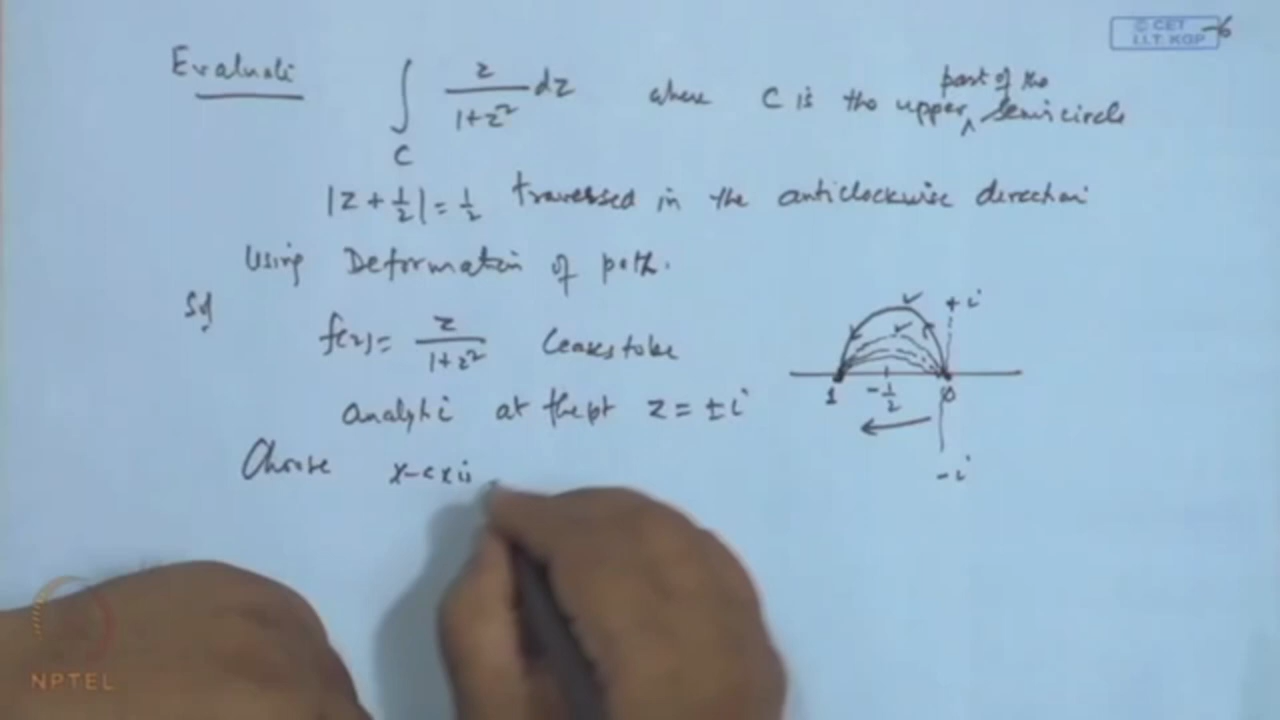 © CET
I.I.T. KGP
-6
Evaluate ∫_C z/(1+z²) dz where C is the upper part of the semicircle
|z + 1/2| = 1/2 traversed in the anticlockwise direction
Using Deformation of path.
Sol
f(z) = z/(1+z²) Ceases to be
analytic at the pt z = ±i
Choose x-axis
+i
1 -1/2 0
-i
NPTEL